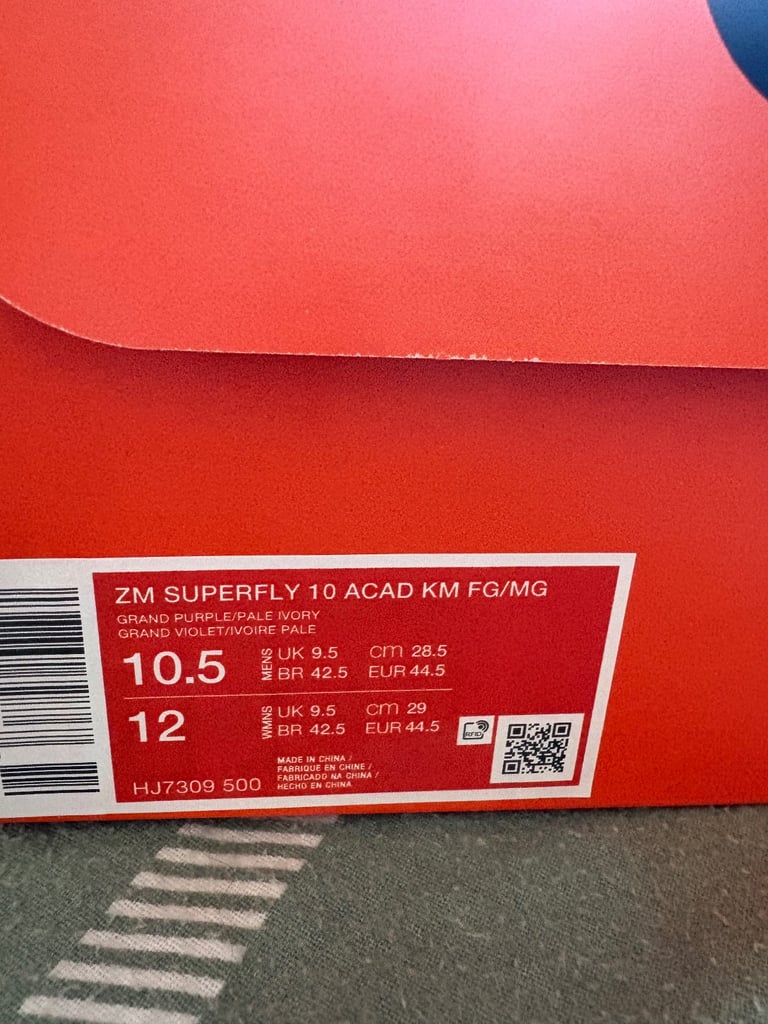 ZM SUPERFLY 10 ACAD KM FG/MG
GRAND PURPLE/PALE IVORY
GRAND VIOLET/IVOIRE PALE
10.5 MENS UK 9.5 cm 28.5
BR 42.5 EUR 44.5
12 WMNS UK 9.5 cm 29
BR 42.5 EUR 44.5
RFID
HJ7309 500
MADE IN CHINA /
FABRIQUE EN CHINE /
FABRICADO NA CHINA /
HECHO EN CHINA